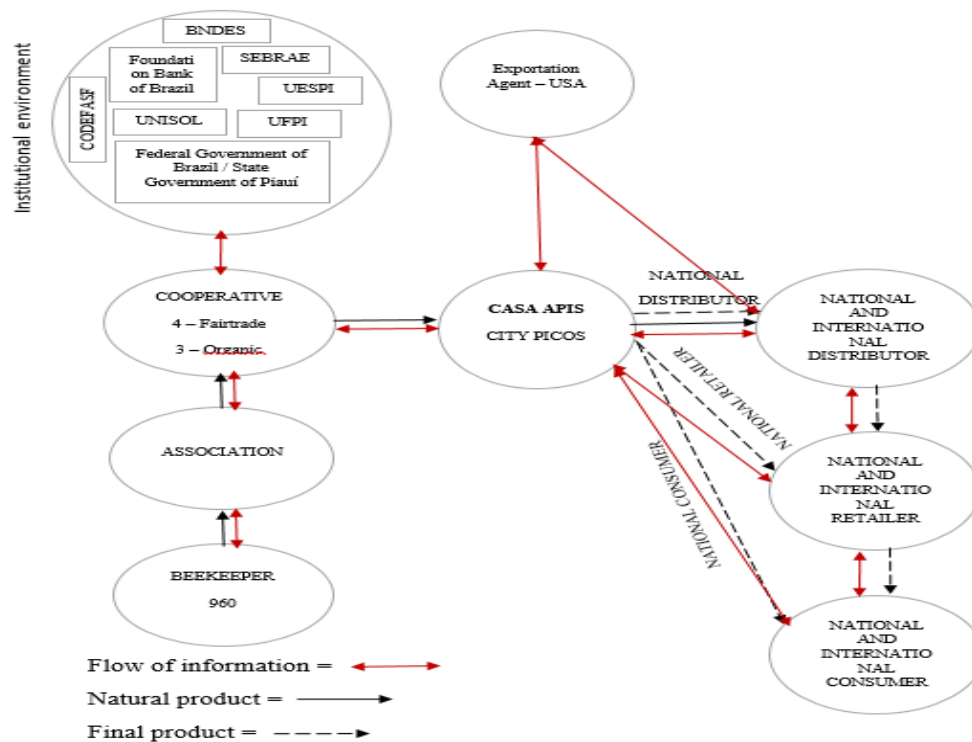 Institutional environment
BNDES
Foundati
on Bank
of Brazil
SEBRAE
CODEFASF
UESPI
UNISOL
UFPI
Federal Government of
Brazil / State
Government of Piauí
Exportation
Agent – USA
COOPERATIVE
4 – Fairtrade
3 – Organic
CASA APIS
CITY PICOS
NATIONAL
DISTRIBUTOR
NATIONAL
AND
INTERNATIO
NAL
DISTRIBUTOR
NATIONAL RETAILER
NATIONAL CONSUMER
ASSOCIATION
NATIONAL
AND
INTERNATIO
NAL
RETAILER
BEEKEEPER
960
NATIONAL
AND
INTERNATIO
NAL
CONSUMER
Flow of information =
Natural product =
Final product =